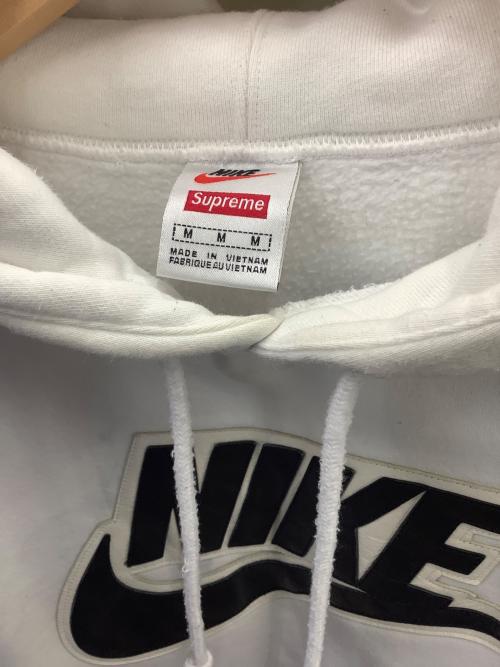 NIKE
Supreme
M M M
MADE IN VIETNAM
FABRIQUE AU VIETNAM
NIKE